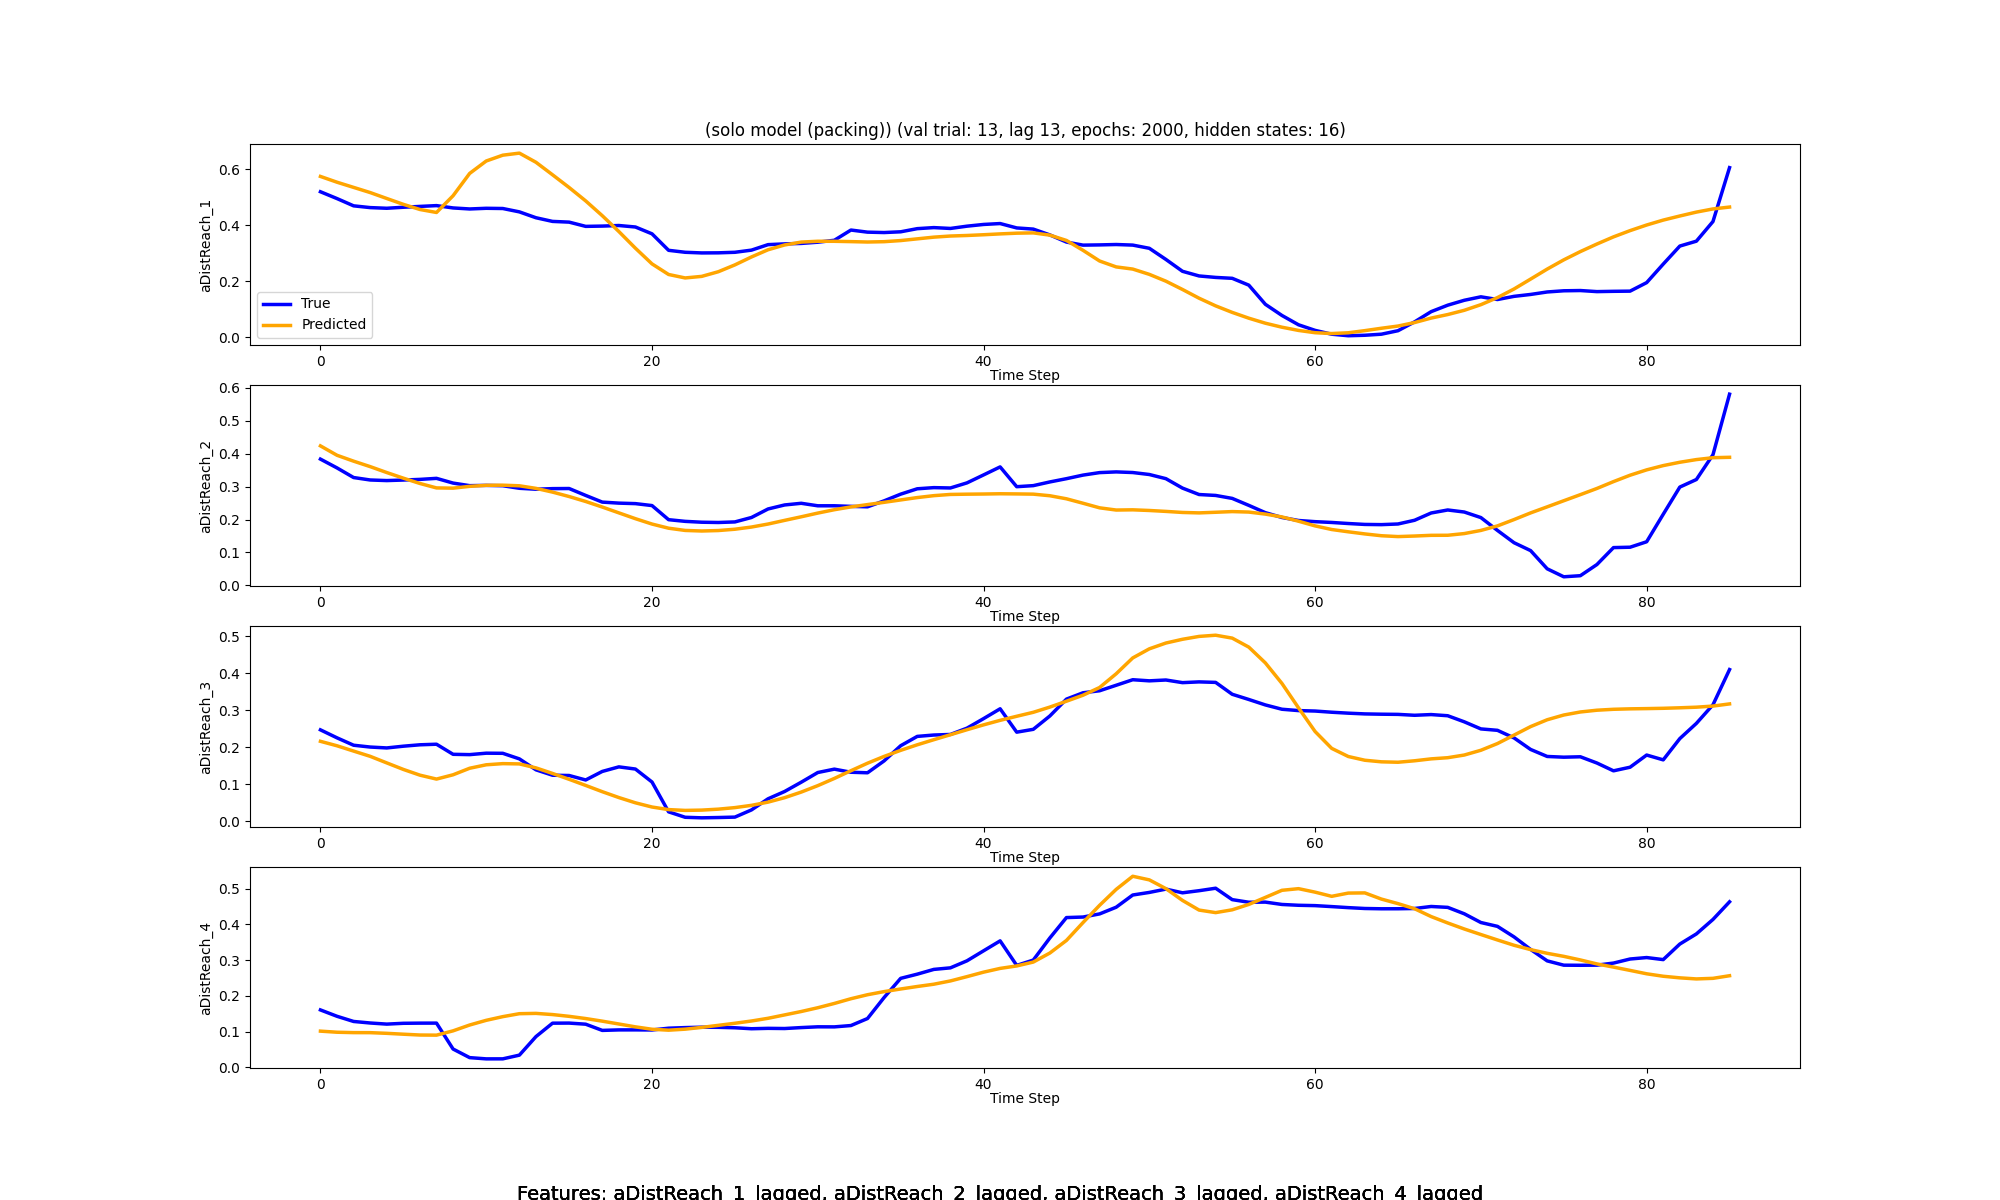 (solo model (packing)) (val trial: 13, lag 13, epochs: 2000, hidden states: 16)
aDistReach_1
0.6
0.4
0.2
0.0
True
Predicted
0 20 40 60 80
Time Step
aDistReach_2
0.6
0.5
0.4
0.3
0.2
0.1
0.0
0 20 40 60 80
Time Step
aDistReach_3
0.5
0.4
0.3
0.2
0.1
0.0
0 20 40 60 80
Time Step
aDistReach_4
0.5
0.4
0.3
0.2
0.1
0.0
0 20 40 60 80
Time Step
Features: aDistReach_1_lagged, aDistReach_2_lagged, aDistReach_3_lagged, aDistReach_4_lagged